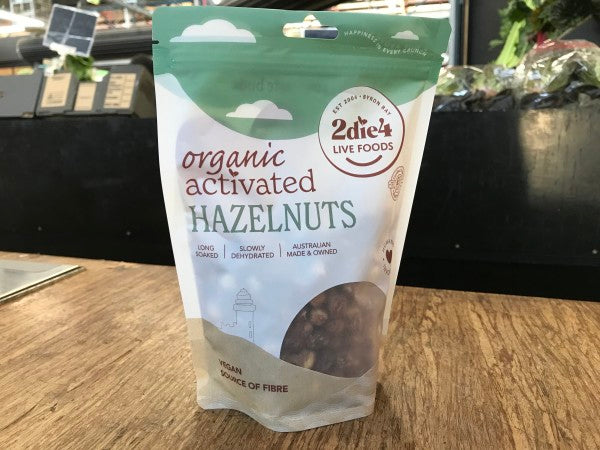 HAPPINESS IN EVERY CRUNCH
EST 2004 • BYRON BAY
2die4
LIVE FOODS
organic
activated
HAZELNUTS
LONG
SOAKED
SLOWLY
DEHYDRATED
AUSTRALIAN
MADE & OWNED
VEGAN
SOURCE OF FIBRE